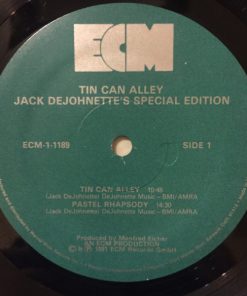 ECM
TIN CAN ALLEY
JACK DEJOHNETTE'S SPECIAL EDITION
ECM-1-1189
SIDE 1
TIN CAN ALLEY
(Jack DeJohnette) DeJohnette Music – BMI/AMRA
PASTEL RHAPSODY 14:30
(Jack DeJohnette) DeJohnette Music – BMI/AMRA
Produced by Manfred Eicher
AN ECM PRODUCTION
1981 ECM Records GmbH